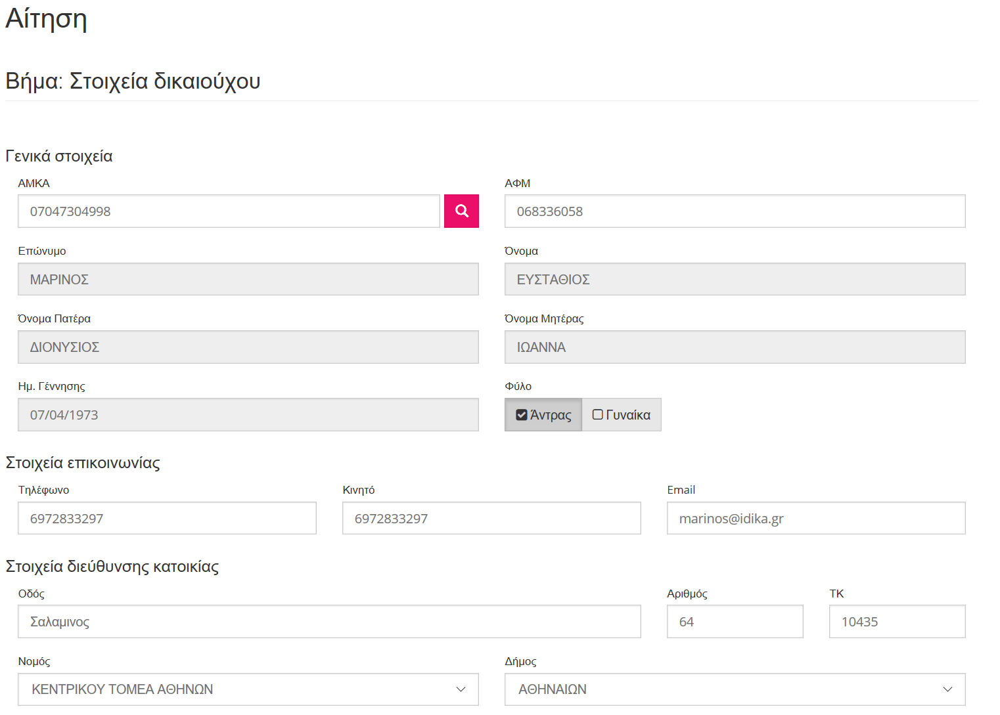 Αίτηση
Βήμα: Στοιχεία δικαιούχου
Γενικά στοιχεία
ΑΜΚΑ ΑΦΜ
07047304998 068336058
Επώνυμο Όνομα
ΜΑΡΙΝΟΣ ΕΥΣΤΑΘΙΟΣ
Όνομα Πατέρα Όνομα Μητέρας
ΔΙΟΝΥΣΙΟΣ ΙΩΑΝΝΑ
Ημ. Γέννησης Φύλο
07/04/1973 Άντρας Γυναίκα
Στοιχεία επικοινωνίας
Τηλέφωνο Κινητό Email
6972833297 6972833297 marinos@idika.gr
Στοιχεία διεύθυνσης κατοικίας
Οδός Αριθμός ΤΚ
Σαλαμινος 64 10435
Νομός Δήμος
ΚΕΝΤΡΙΚΟΥ ΤΟΜΕΑ ΑΘΗΝΩΝ ΑΘΗΝΑΙΩΝ